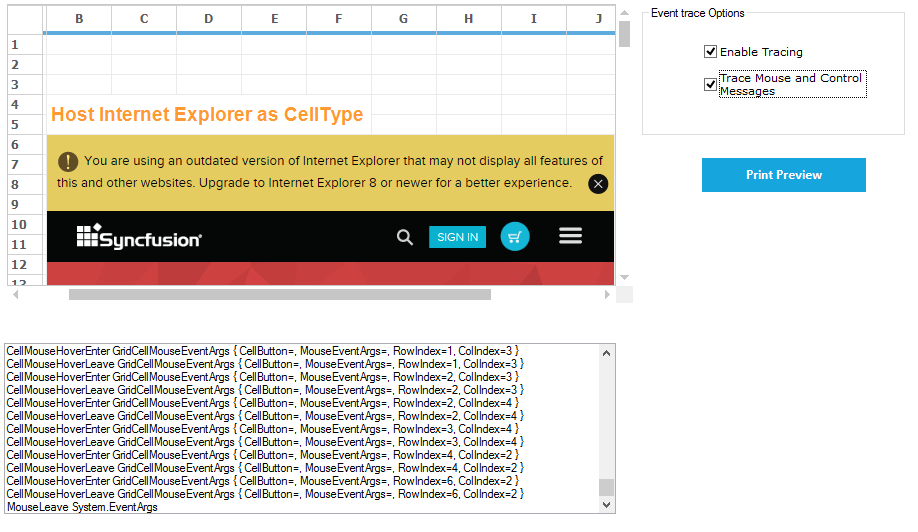 B C D E F G H I J
1
2
3
4
Host Internet Explorer as CellType
5
6
7
You are using an outdated version of Internet Explorer that may not display all features of
8
this and other websites. Upgrade to Internet Explorer 8 or newer for a better experience.
9
10
11
Syncfusion SIGN IN
12
13
Event trace Options
Enable Tracing
Trace Mouse and Control
Messages
Print Preview
CellMouseHoverEnter GridCellMouseEventArgs { CellButton=, MouseEventArgs=, RowIndex=1, ColIndex=3 }
CellMouseHoverLeave GridCellMouseEventArgs { CellButton=, MouseEventArgs=, RowIndex=1, ColIndex=3 }
CellMouseHoverEnter GridCellMouseEventArgs { CellButton=, MouseEventArgs=, RowIndex=2, ColIndex=3 }
CellMouseHoverLeave GridCellMouseEventArgs { CellButton=, MouseEventArgs=, RowIndex=2, ColIndex=3 }
CellMouseHoverEnter GridCellMouseEventArgs { CellButton=, MouseEventArgs=, RowIndex=2, ColIndex=4 }
CellMouseHoverLeave GridCellMouseEventArgs { CellButton=, MouseEventArgs=, RowIndex=2, ColIndex=4 }
CellMouseHoverEnter GridCellMouseEventArgs { CellButton=, MouseEventArgs=, RowIndex=3, ColIndex=4 }
CellMouseHoverLeave GridCellMouseEventArgs { CellButton=, MouseEventArgs=, RowIndex=3, ColIndex=4 }
CellMouseHoverEnter GridCellMouseEventArgs { CellButton=, MouseEventArgs=, RowIndex=4, ColIndex=2 }
CellMouseHoverLeave GridCellMouseEventArgs { CellButton=, MouseEventArgs=, RowIndex=4, ColIndex=2 }
CellMouseHoverEnter GridCellMouseEventArgs { CellButton=, MouseEventArgs=, RowIndex=6, ColIndex=2 }
CellMouseHoverLeave GridCellMouseEventArgs { CellButton=, MouseEventArgs=, RowIndex=6, ColIndex=2 }
MouseLeave System.EventArgs